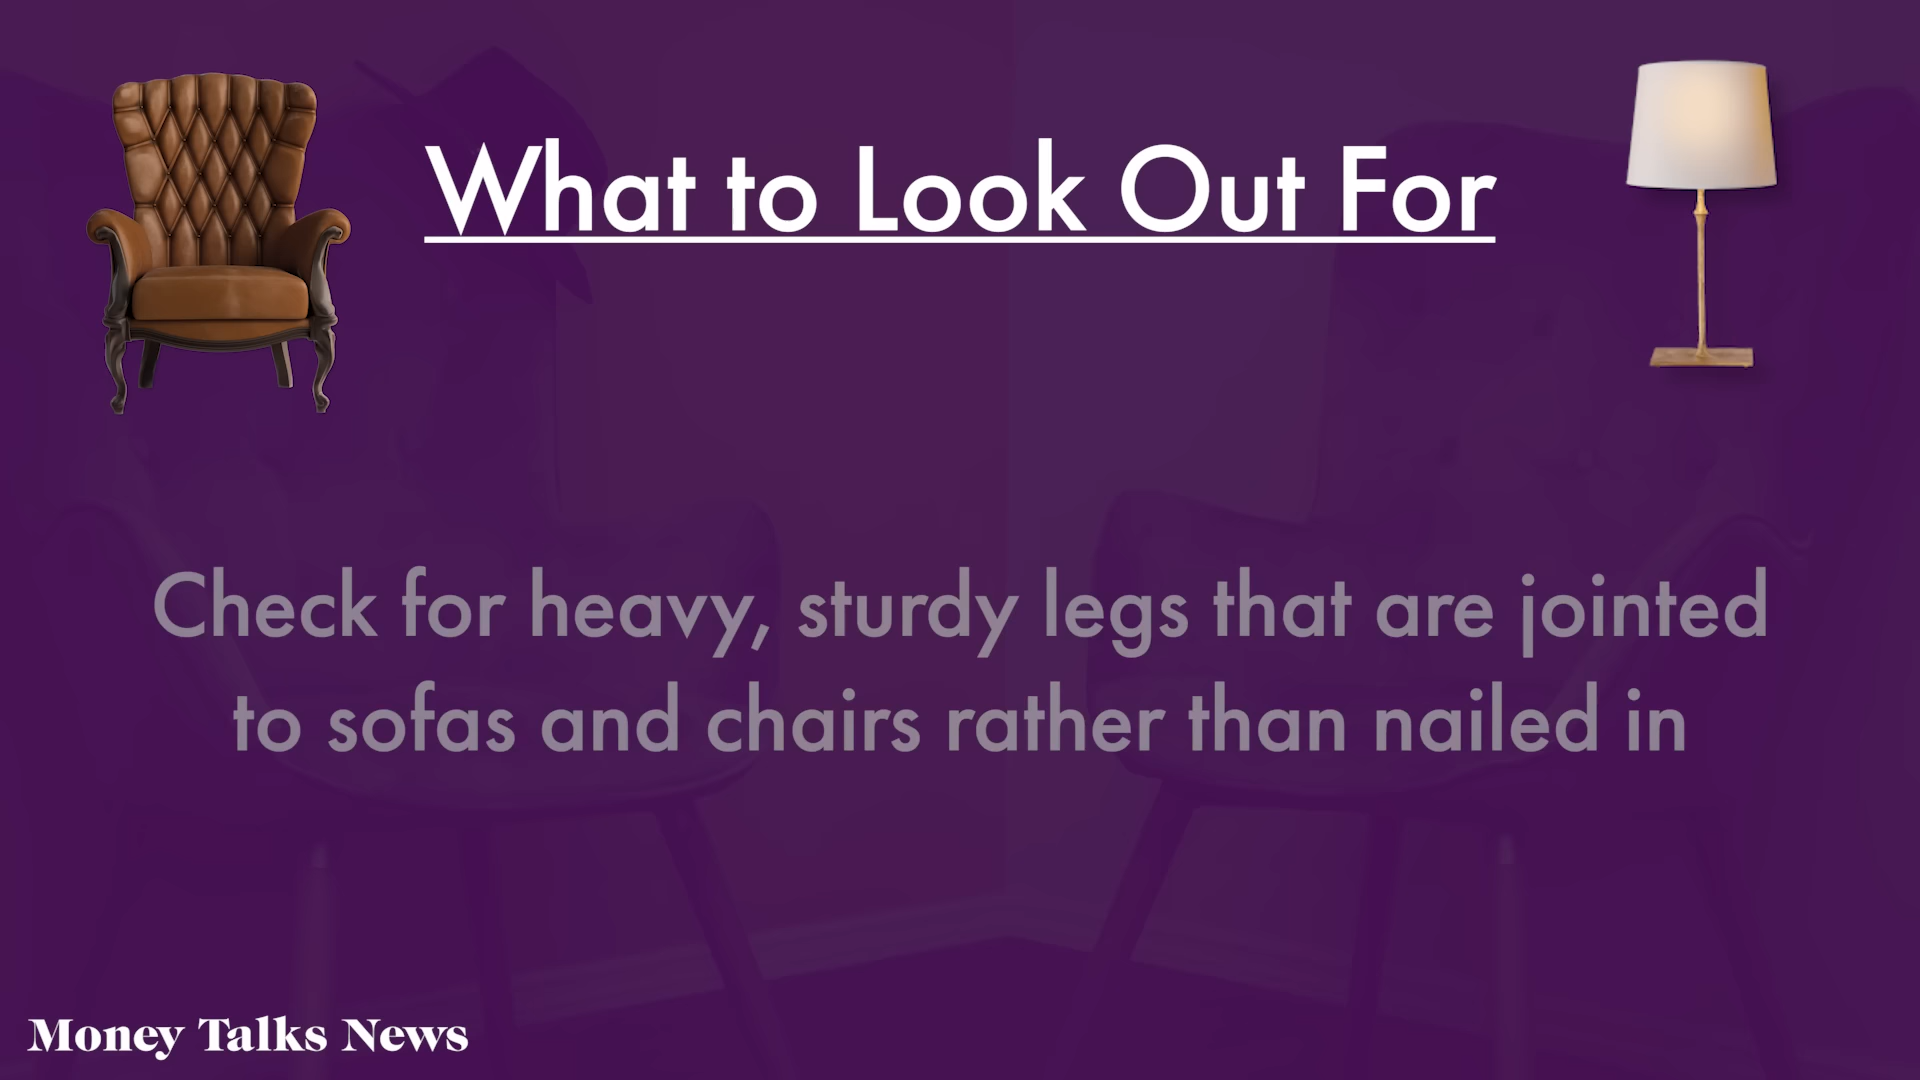 What to Look Out For
Check for heavy, sturdy legs that are jointed
to sofas and chairs rather than nailed in
Money Talks News